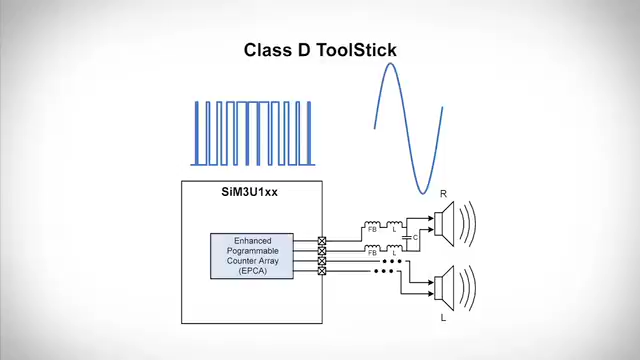 Class D ToolStick
SiM3U1xx
R
FB
L
C
Enhanced
Pogrammable
Counter Array
(EPCA)
FB
L
L